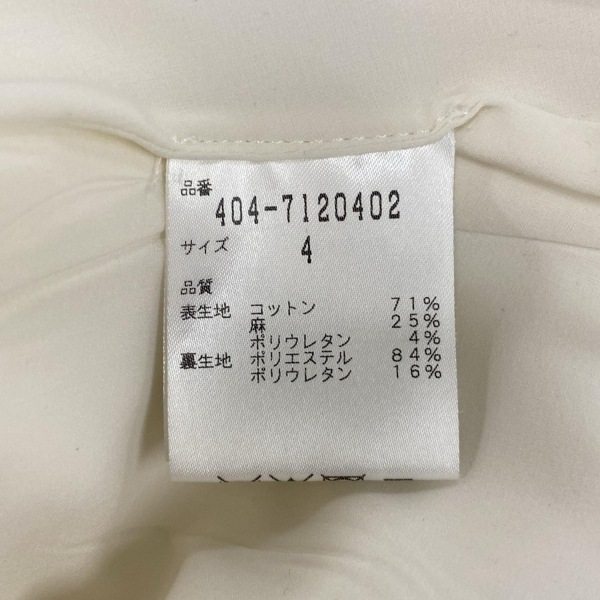 品番
404-7120402
サイズ 4
品質
表生地 コットン 71%
麻 25%
ポリウレタン 4%
裏生地 ポリエステル 84%
ポリウレタン 16%